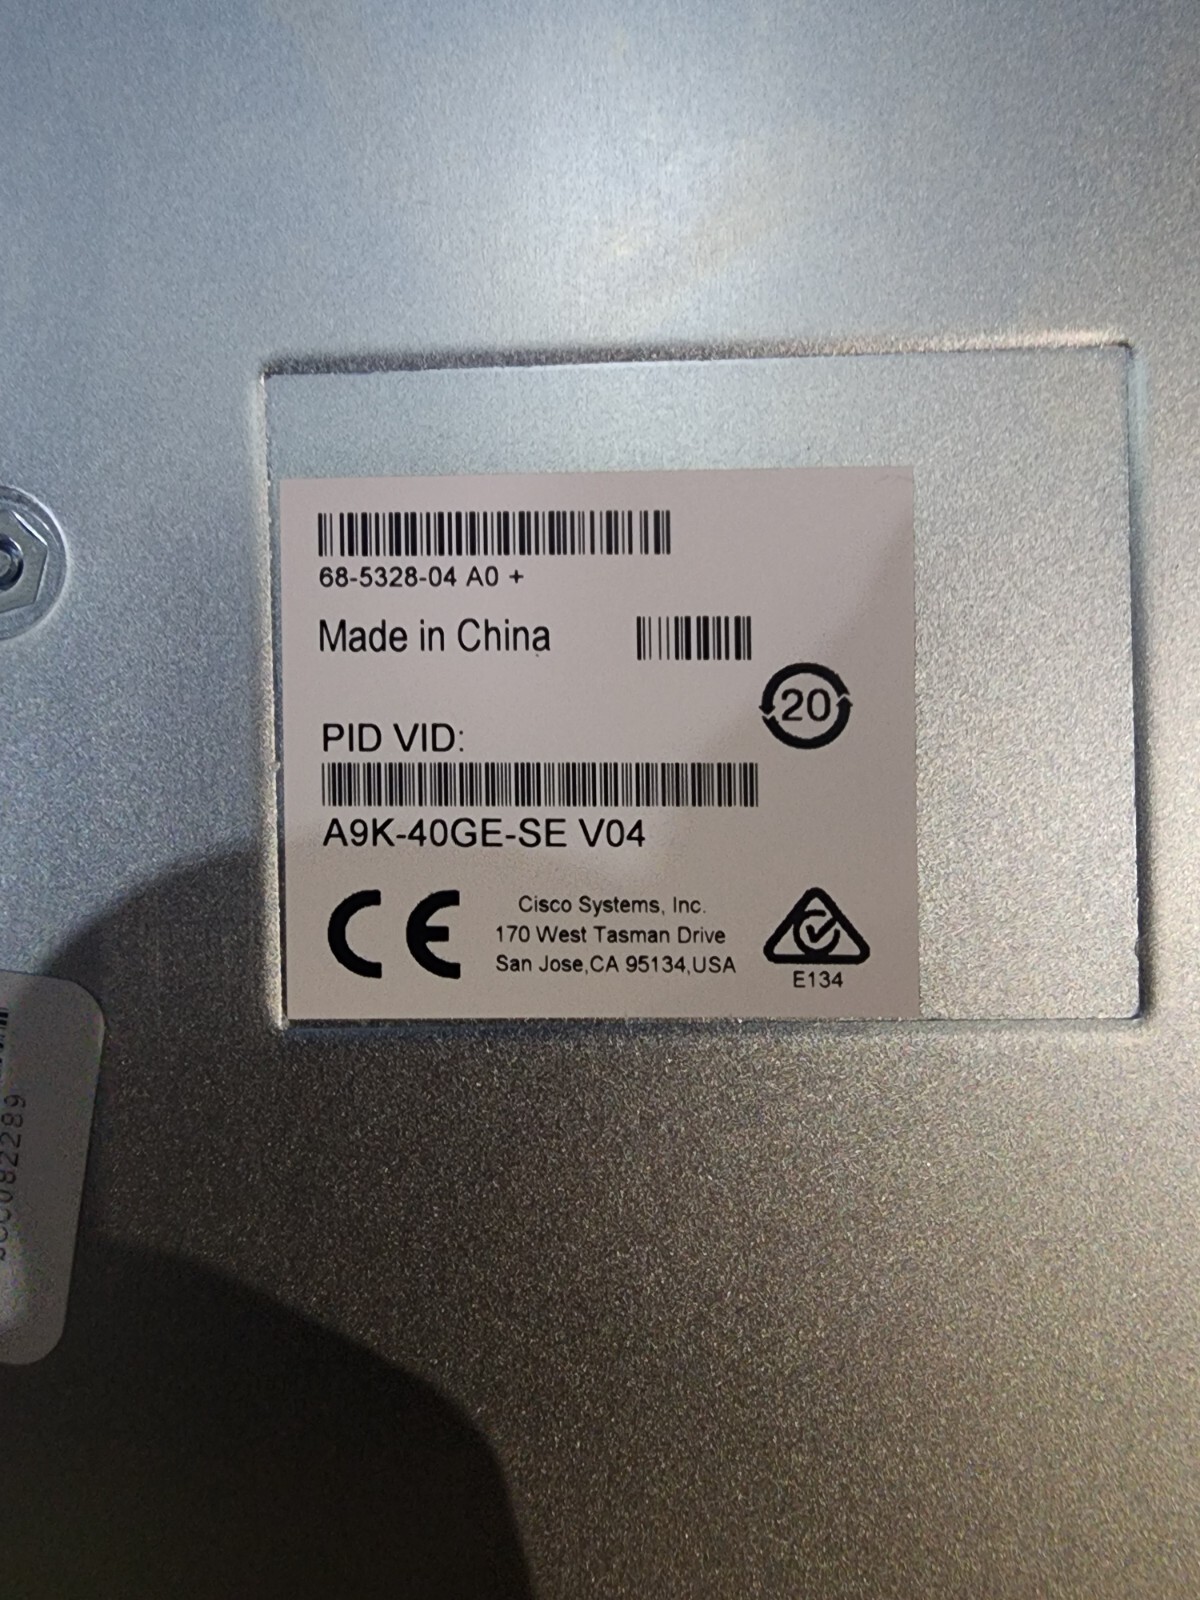 68-5328-04 A0 +
Made in China
20
PID VID:
A9K-40GE-SE V04
CE
Cisco Systems, Inc.
170 West Tasman Drive
San Jose,CA 95134,USA
E134